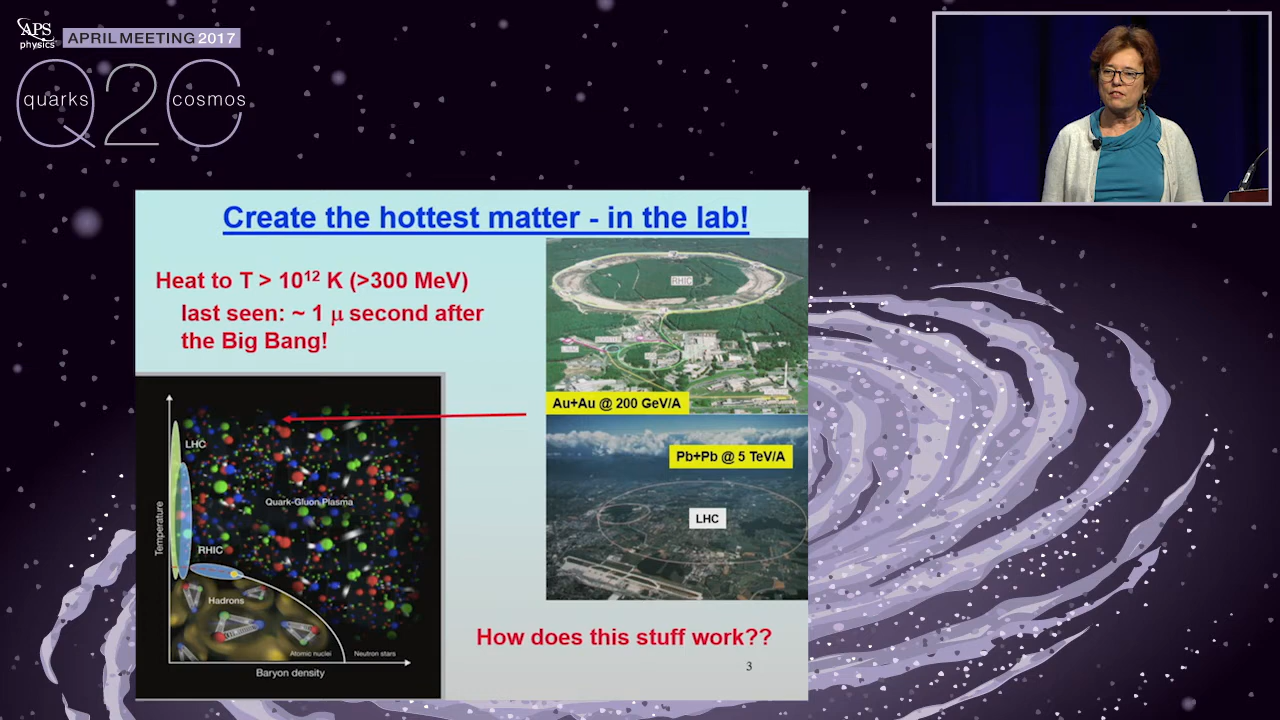 APS
physics
APRIL MEETING 2017
Q2C
quarks
cosmos
Create the hottest matter - in the lab!
Heat to T > 10¹² K (>300 MeV)
last seen: ~ 1 μ second after
the Big Bang!
RHIC
Au+Au @ 200 GeV/A
Pb+Pb @ 5 TeV/A
LHC
LHC
Quark-Gluon Plasma
Temperature
RHIC
Hadrons
Atomic nuclei
Neutron stars
Baryon density
How does this stuff work??
3